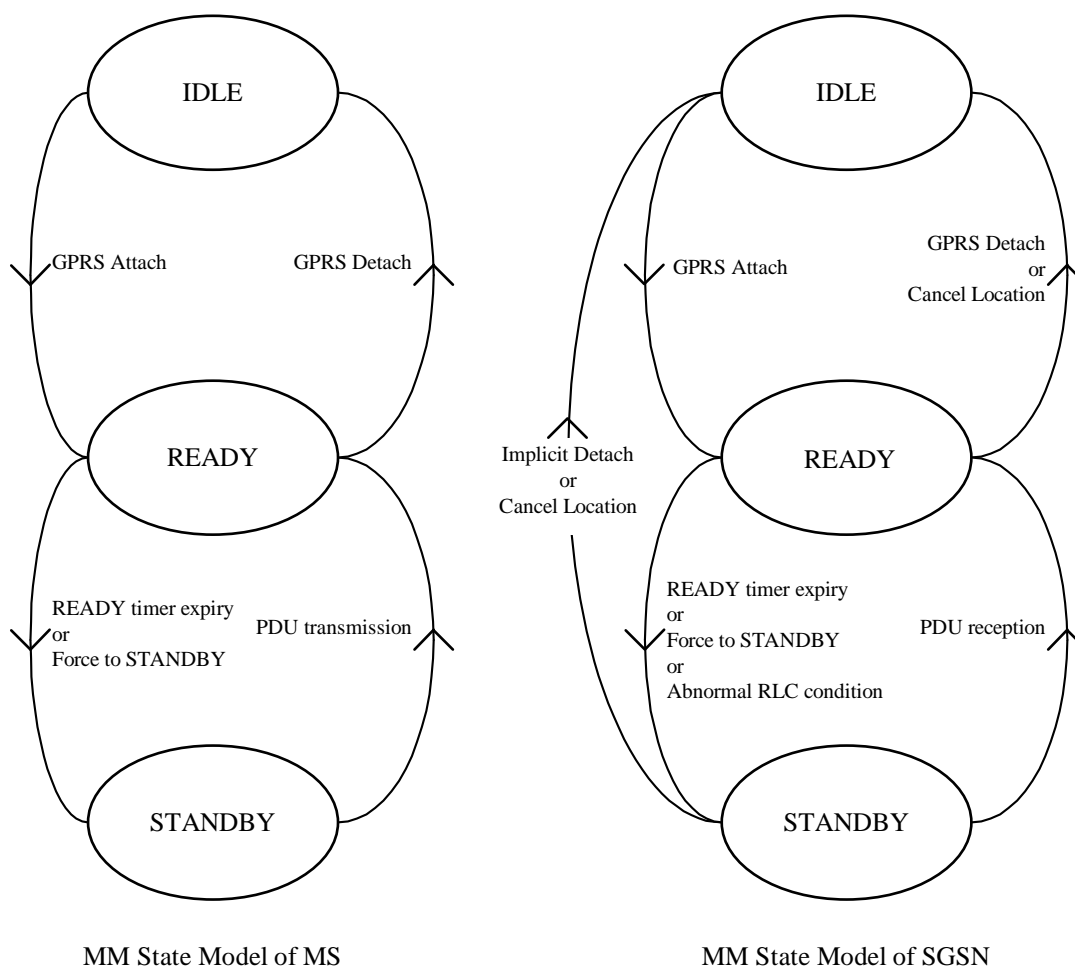 IDLE
GPRS Attach
GPRS Detach
READY
READY timer expiry
or
Force to STANDBY
PDU transmission
STANDBY
MM State Model of MS
IDLE
GPRS Attach
GPRS Detach
or
Cancel Location
Implicit Detach
or
Cancel Location
READY
READY timer expiry
or
Force to STANDBY
or
Abnormal RLC condition
PDU reception
STANDBY
MM State Model of SGSN